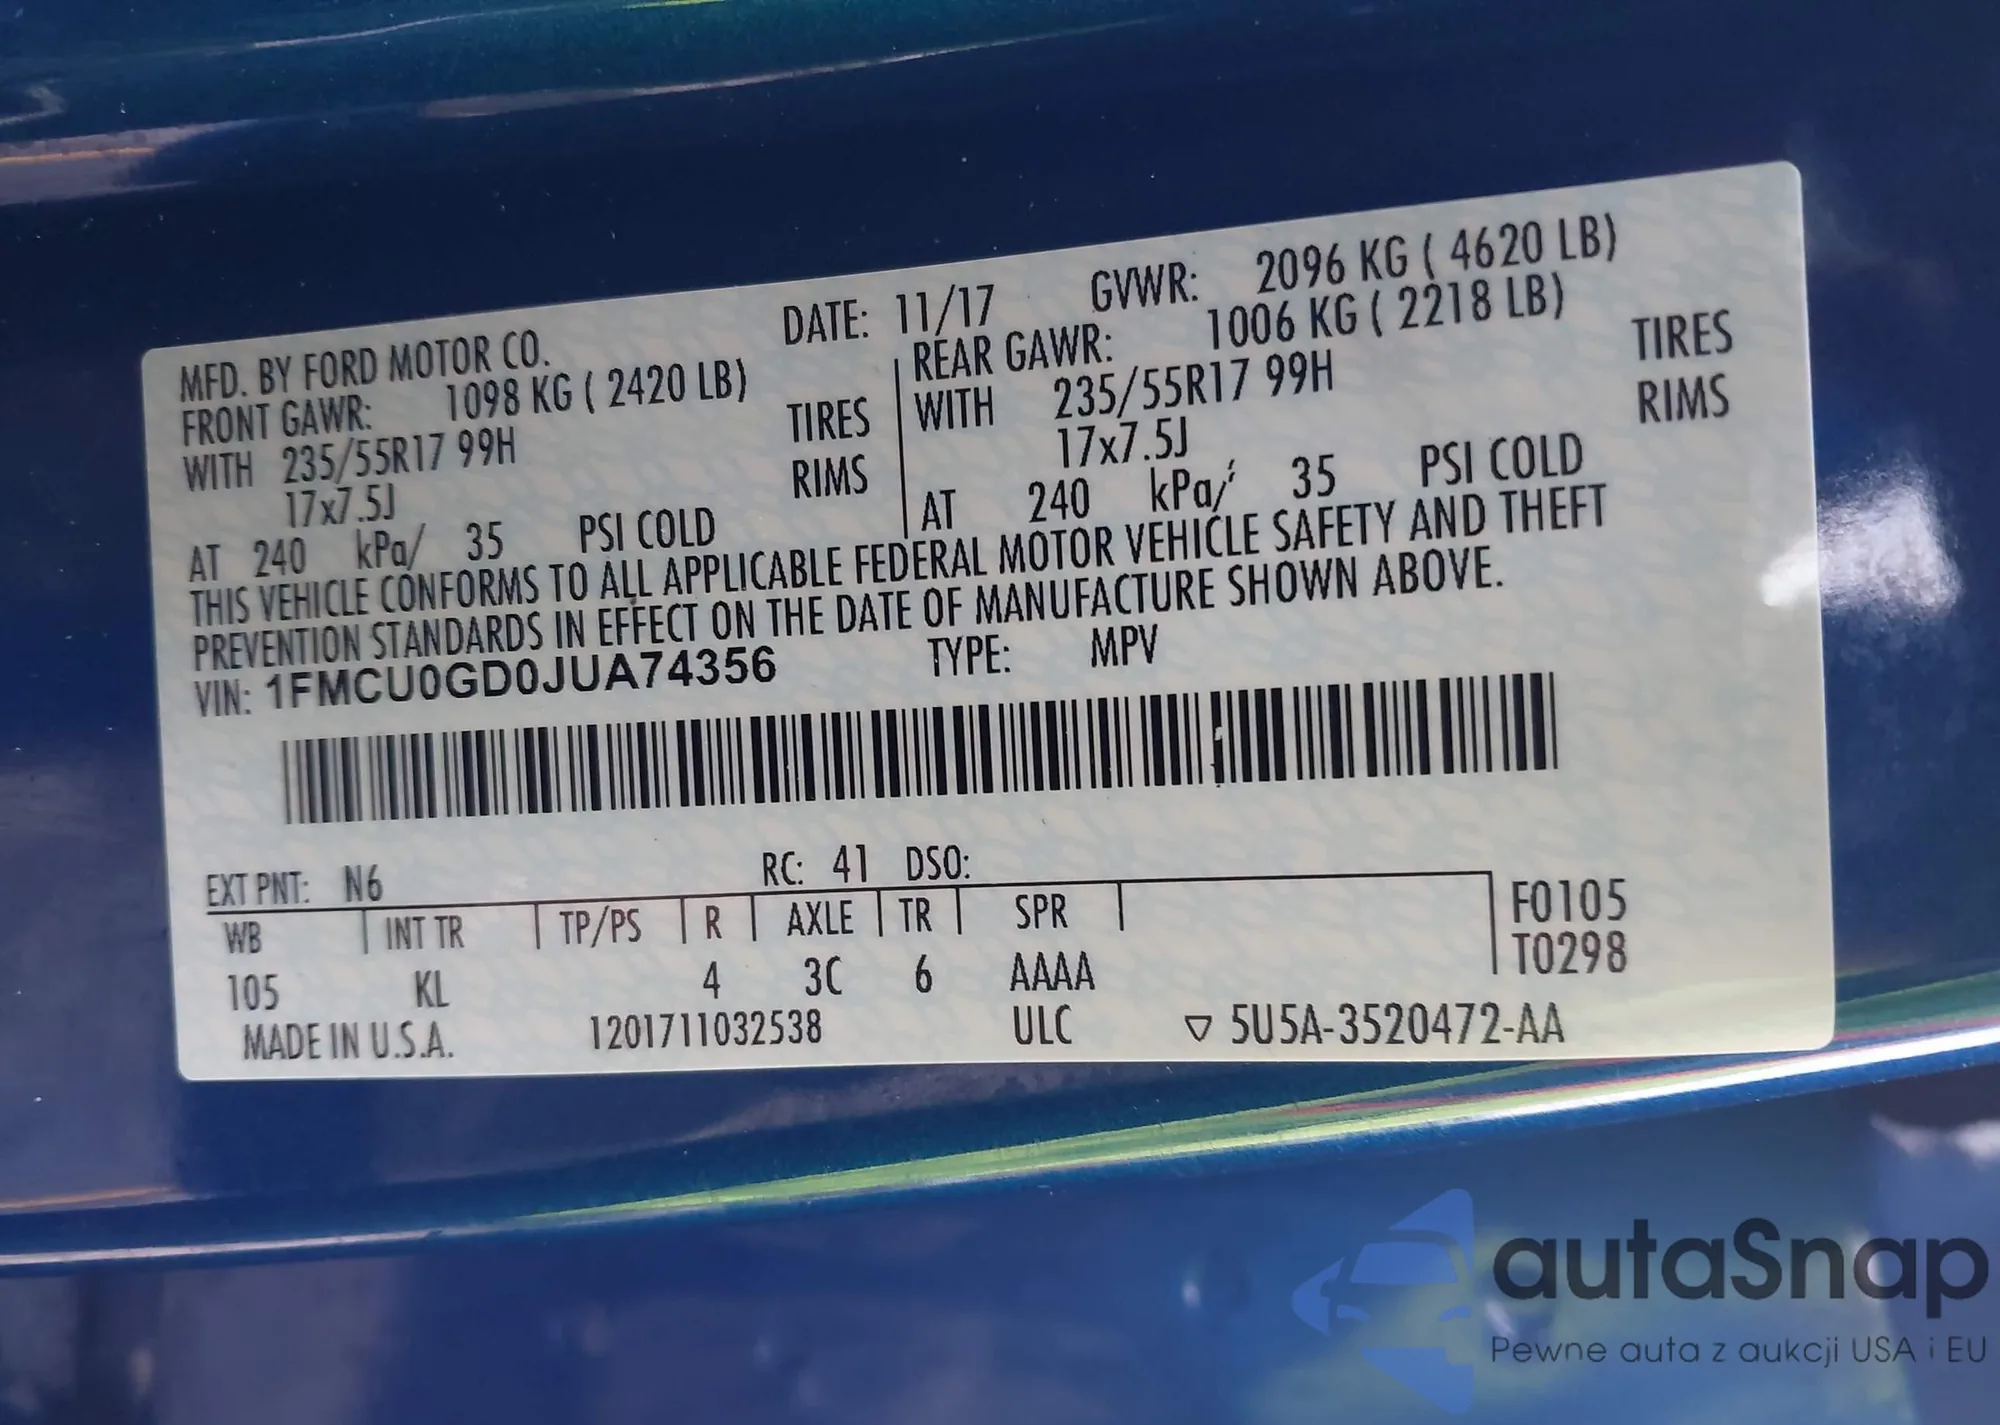 MFD. BY FORD MOTOR CO. DATE: 11/17 GVWR: 2096 KG ( 4620 LB)
FRONT GAWR: 1098 KG ( 2420 LB) REAR GAWR: 1006 KG ( 2218 LB)
WITH 235/55R17 99H TIRES WITH 235/55R17 99H TIRES
17x7.5J RIMS 17x7.5J RIMS
AT 240 kPa/ 35 PSI COLD AT 240 kPa/ 35 PSI COLD
THIS VEHICLE CONFORMS TO ALL APPLICABLE FEDERAL MOTOR VEHICLE SAFETY AND THEFT
PREVENTION STANDARDS IN EFFECT ON THE DATE OF MANUFACTURE SHOWN ABOVE.
VIN: 1FMCU0GD0JUA74356 TYPE: MPV
EXT PNT: N6 RC: 41 DSO:
WB INT TR TP/PS R AXLE TR SPR F0105
T0298
105 KL 4 3C 6 AAAA
MADE IN U.S.A. 1201711032538 ULC ▽ 5U5A-3520472-AA
autaSnap
Pewne auta z aukcji USA i EU